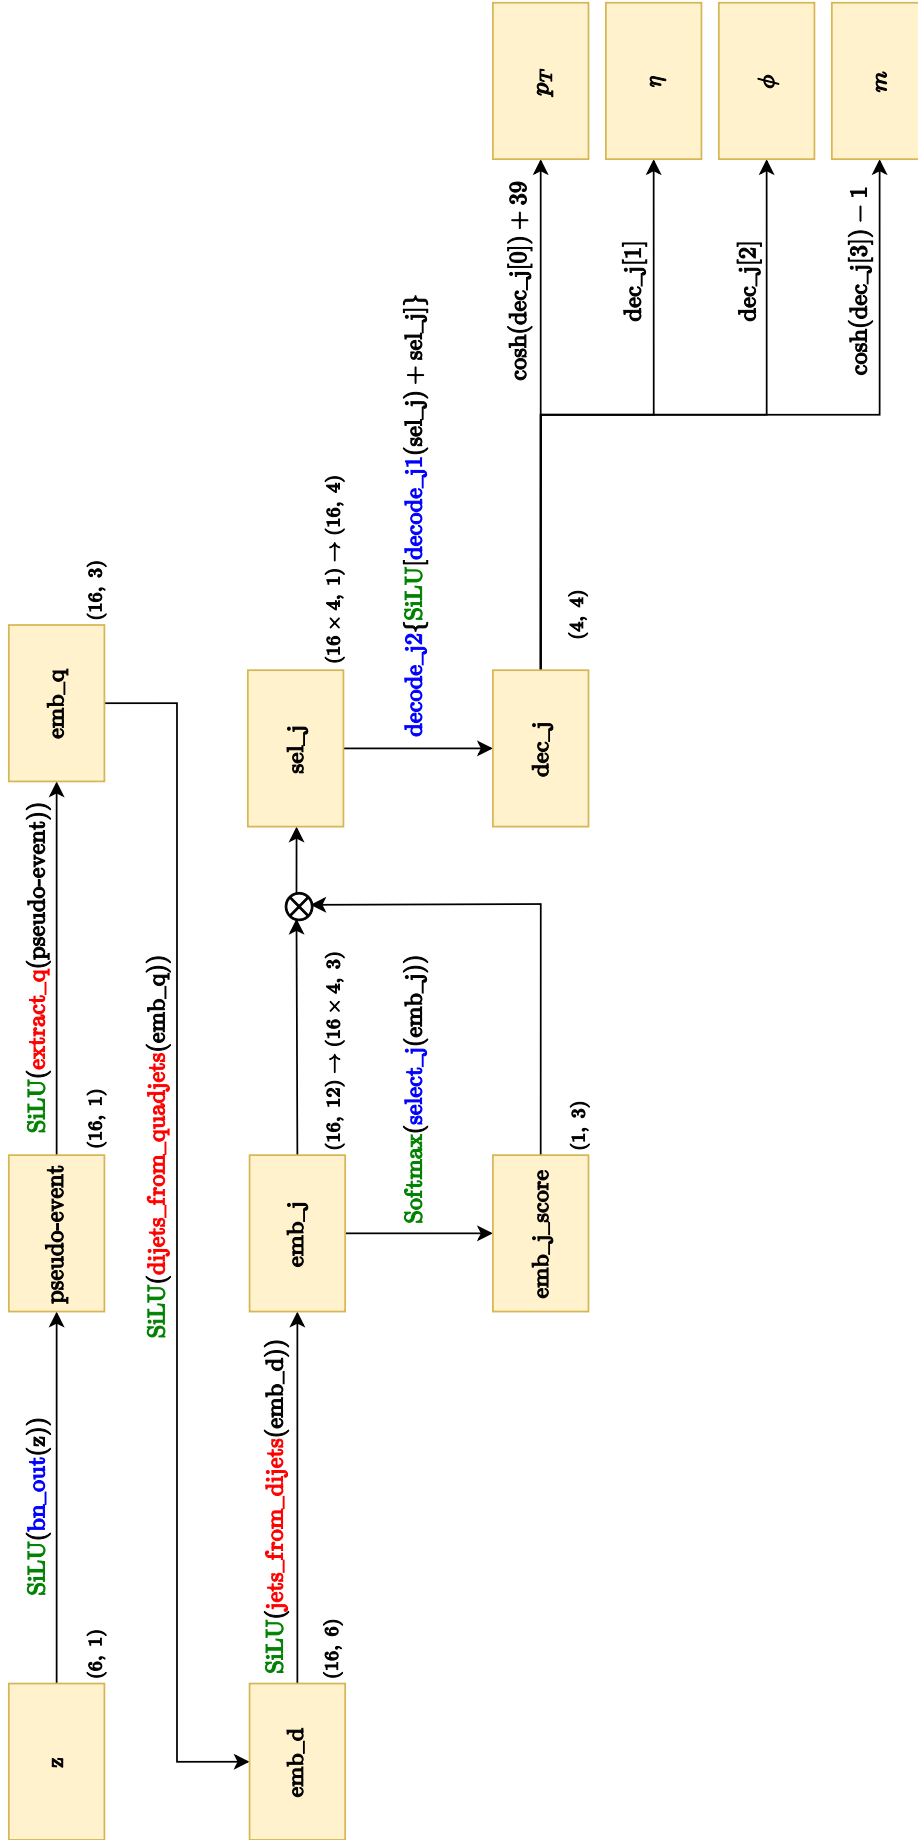 z
(6, 1)
SiLU(bn_out(z))
pseudo-event
(16, 1)
SiLU(extract_q(pseudo-event))
emb_q
(16, 3)
SiLU(dijets_from_quadjets(emb_q))
emb_d
(16, 6)
SiLU(jets_from_dijets(emb_d))
emb_j
(16, 12) → (16 × 4, 3)
Softmax(select_j(emb_j))
emb_j_score
(1, 3)
⊗
sel_j
(16 × 4, 1) → (16, 4)
decode_j2{SiLU[decode_j1(sel_j) + sel_j]}
dec_j
(4, 4)
cosh(dec_j[0]) + 39
p_T
dec_j[1]
η
dec_j[2]
ϕ
cosh(dec_j[3]) − 1
m